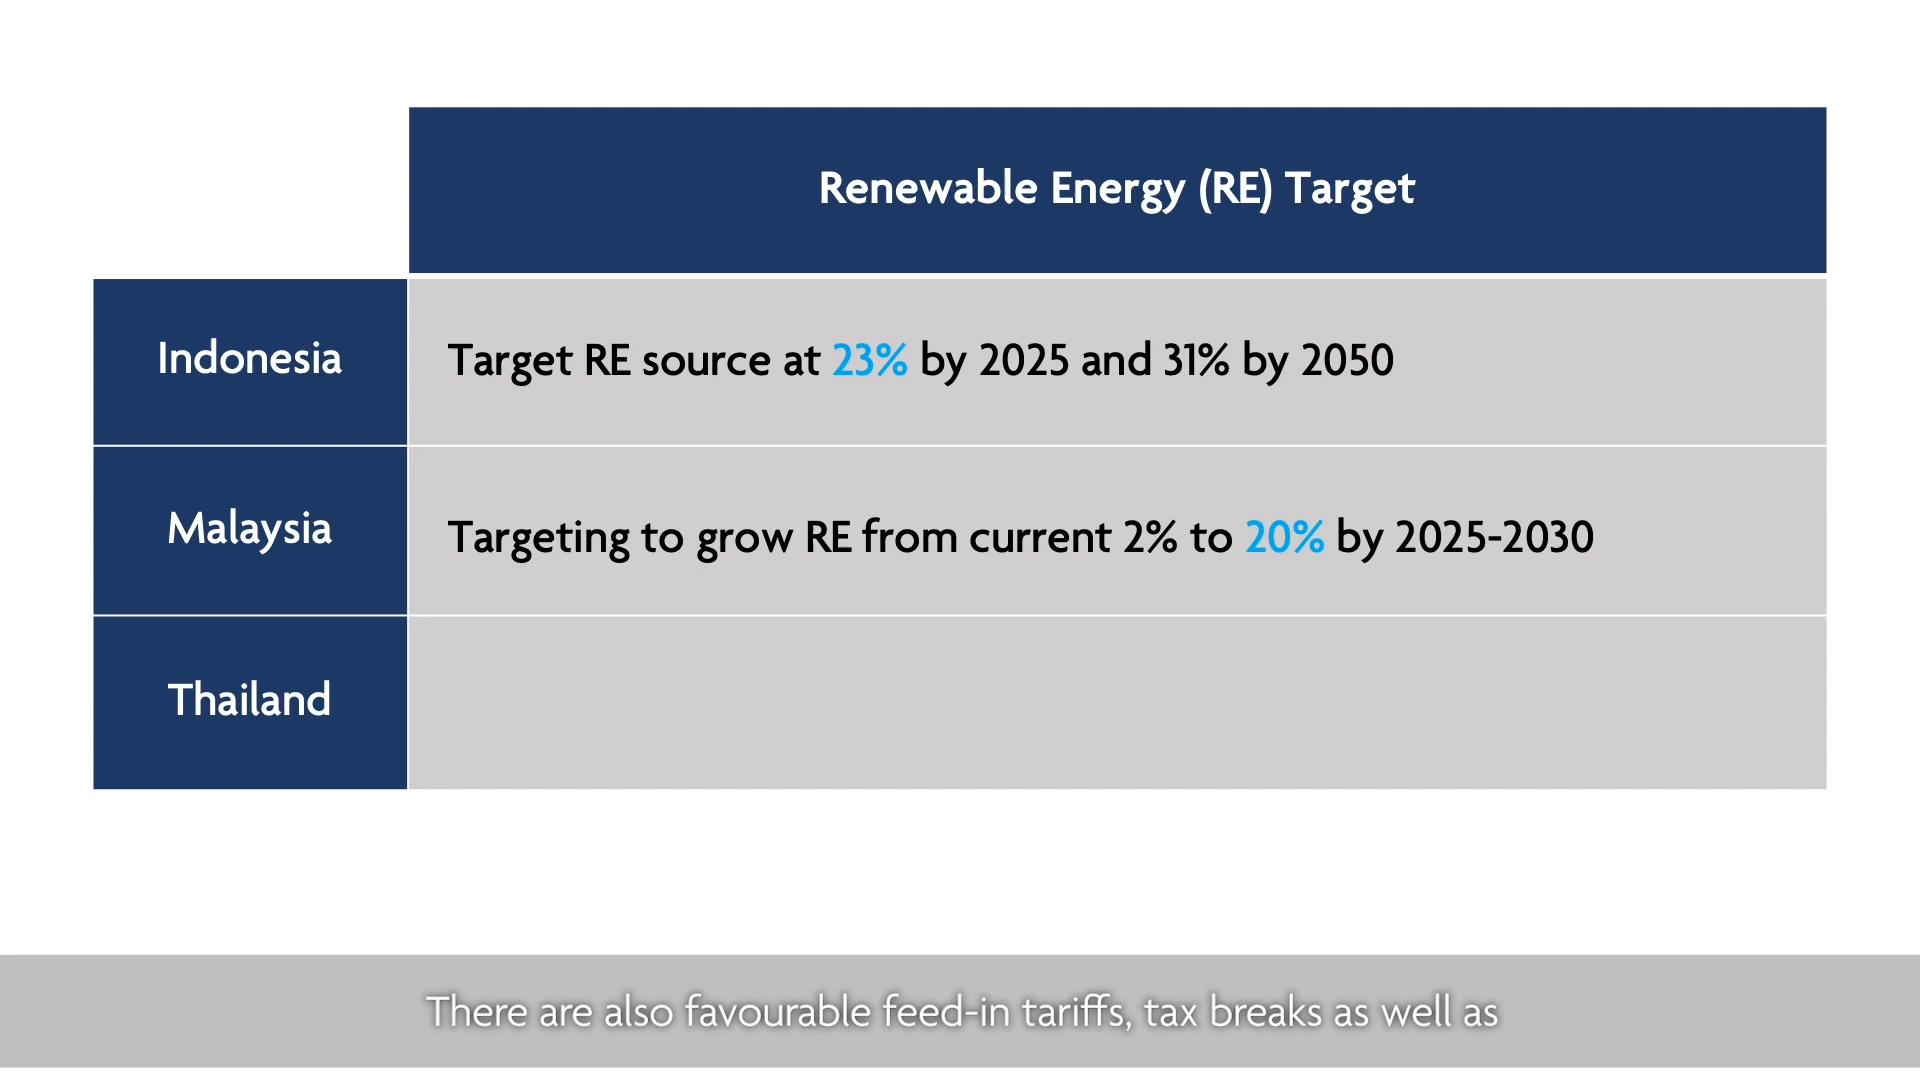 Renewable Energy (RE) Target
Indonesia
Target RE source at 23% by 2025 and 31% by 2050
Malaysia
Targeting to grow RE from current 2% to 20% by 2025-2030
Thailand
There are also favourable feed-in tariffs, tax breaks as well as